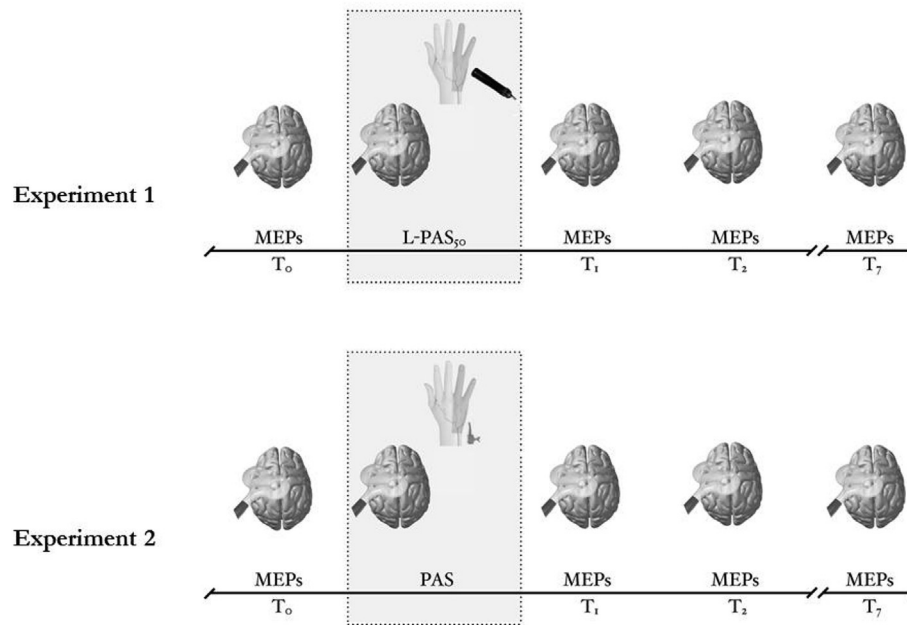 Experiment 1
MEPs L-PAS₅₀ MEPs MEPs MEPs
T₀ T₁ T₂ T₇
Experiment 2
MEPs PAS MEPs MEPs MEPs
T₀ T₁ T₂ T₇